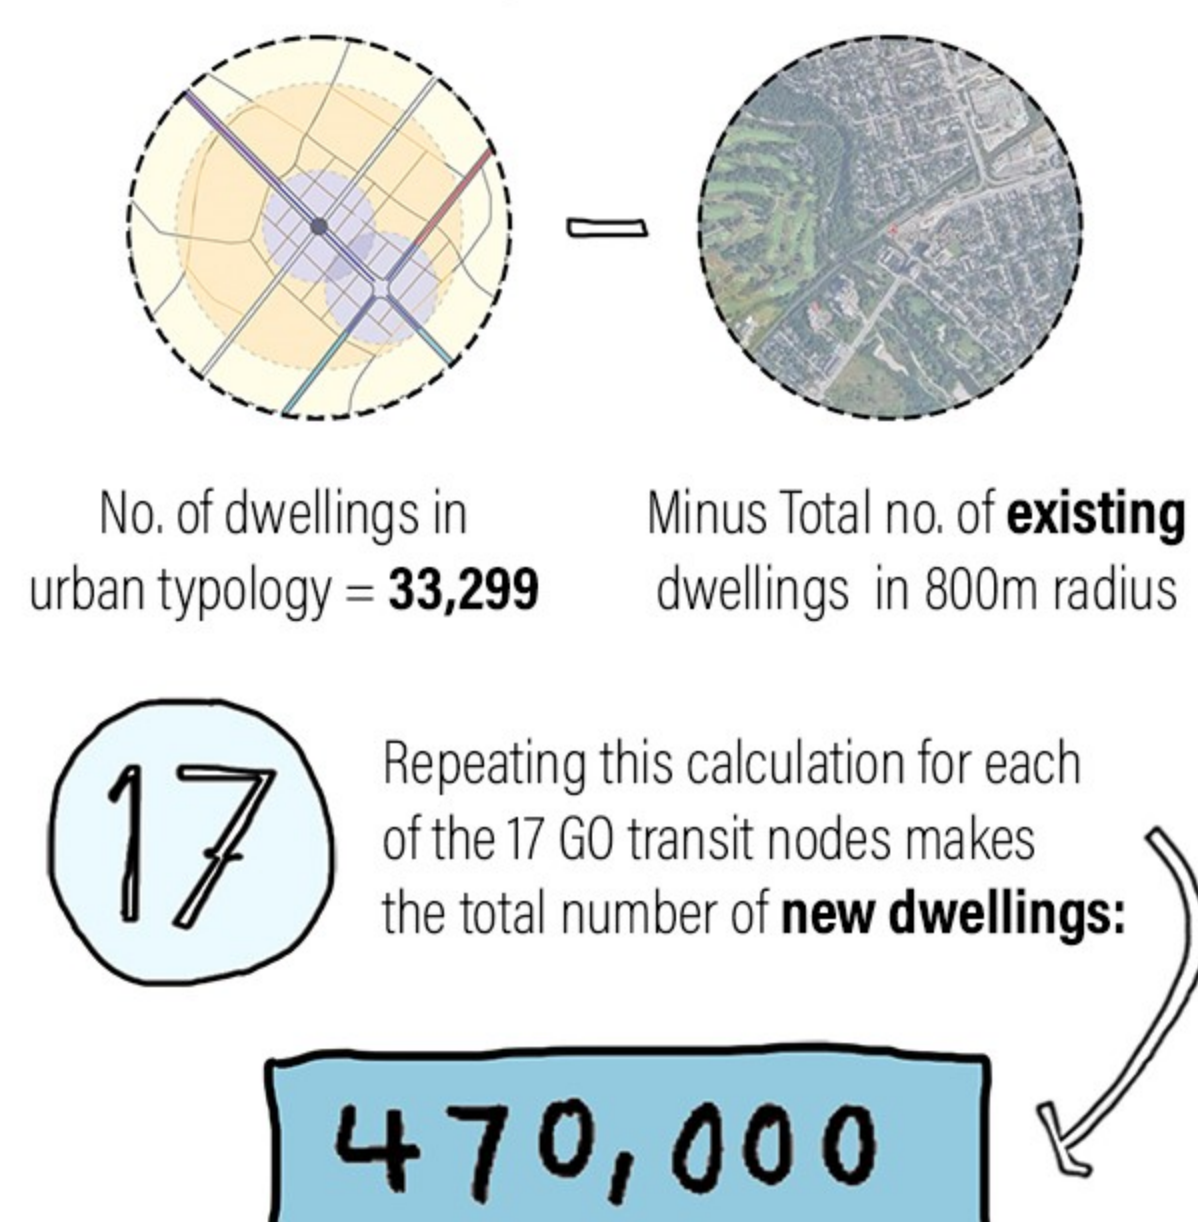 No. of dwellings in
urban typology = 33,299
Minus Total no. of existing
dwellings in 800m radius
17
Repeating this calculation for each
of the 17 GO transit nodes makes
the total number of new dwellings:
470,000